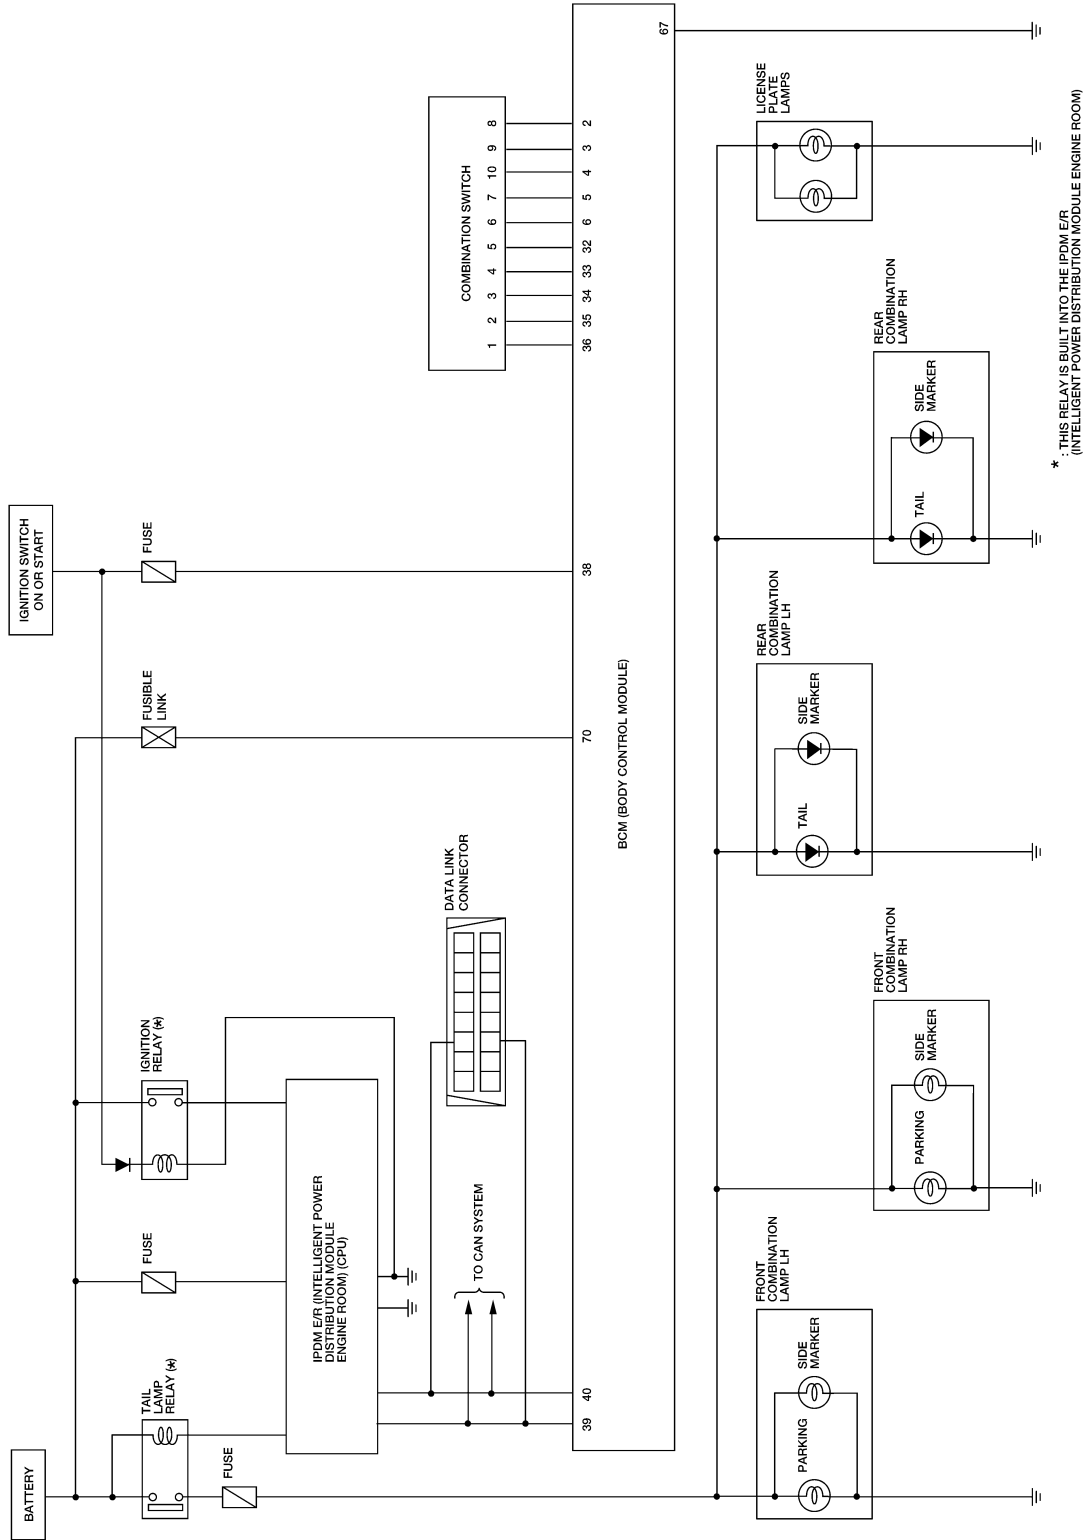 BATTERY
IGNITION SWITCH
ON OR START
TAIL
LAMP
RELAY (*)
FUSE
FUSE
IGNITION
RELAY (*)
FUSIBLE
LINK
FUSE
IPDM E/R (INTELLIGENT POWER
DISTRIBUTION MODULE
ENGINE ROOM) (CPU)
TO CAN SYSTEM
DATA LINK
CONNECTOR
COMBINATION SWITCH
1 2 3 4 5 6 7 10 9 8
39 40 70 38 36 35 34 33 32 6 5 4 3 2
BCM (BODY CONTROL MODULE)
67
FRONT
COMBINATION
LAMP LH
PARKING
SIDE
MARKER
FRONT
COMBINATION
LAMP RH
PARKING
SIDE
MARKER
REAR
COMBINATION
LAMP LH
TAIL
SIDE
MARKER
REAR
COMBINATION
LAMP RH
TAIL
SIDE
MARKER
LICENSE
PLATE
LAMPS
* : THIS RELAY IS BUILT INTO THE IPDM E/R
(INTELLIGENT POWER DISTRIBUTION MODULE ENGINE ROOM)